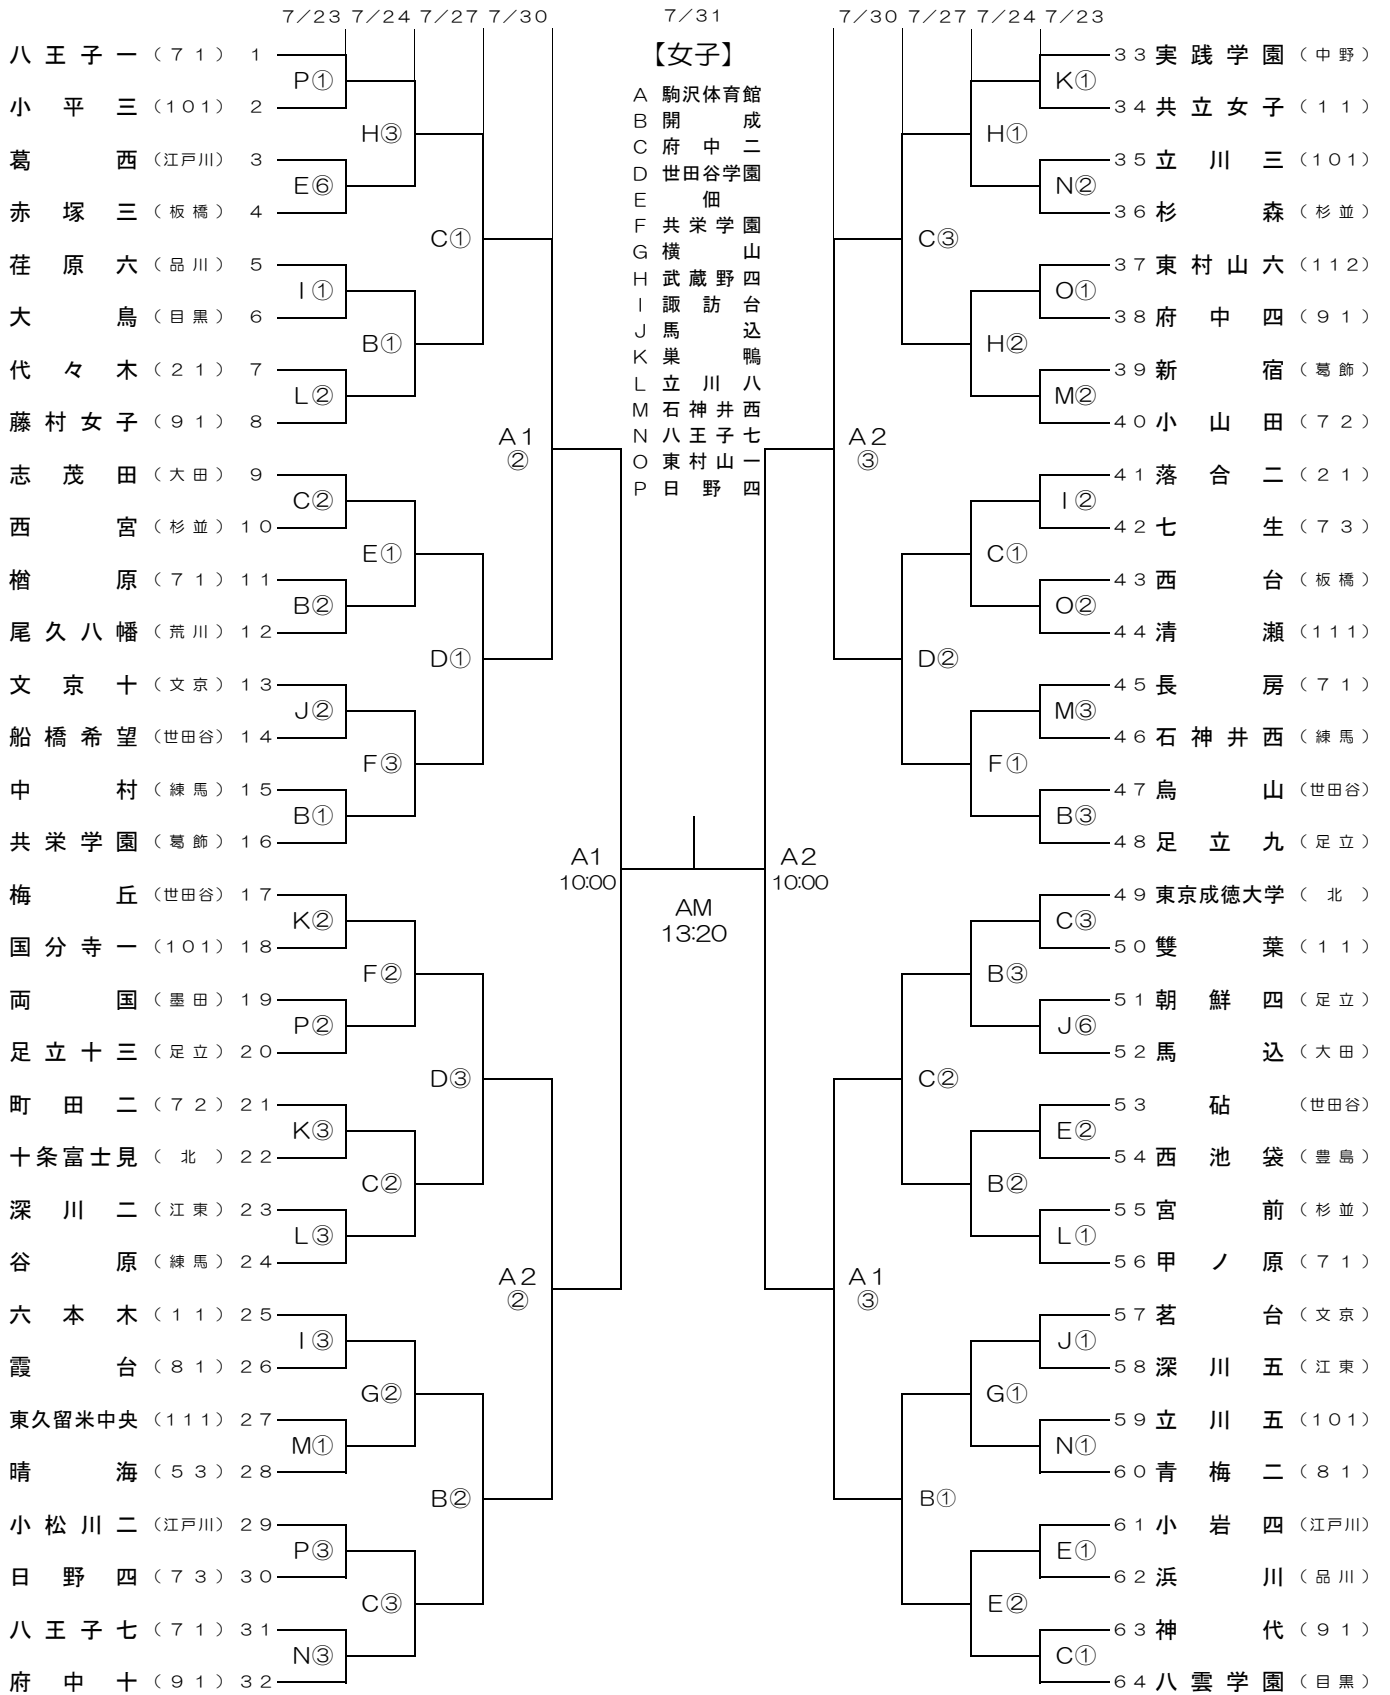 7/23 7/24 7/27 7/30 7/31 7/30 7/27 7/24 7/23
【女子】
A 駒沢体育館
B 開成
C 府中二
D 世田谷学園
E 佃
F 共栄学園
G 横山
H 武蔵野四
I 諏訪台
J 馬込
K 巣鴨
L 立川八
M 石神井西
N 八王子七
O 東村山一
P 日野四
八王子一 (71) 1
P①
小平三 (101) 2
H③
葛西 (江戸川) 3
E⑥
赤塚三 (板橋) 4
C①
荏原六 (品川) 5
I①
大鳥 (目黒) 6
B①
代々木 (21) 7
L②
藤村女子 (91) 8
A1
②
志茂田 (大田) 9
C②
西宮 (杉並) 10
E①
楢原 (71) 11
B②
尾久八幡 (荒川) 12
D①
文京十 (文京) 13
J②
船橋希望 (世田谷) 14
F③
中村 (練馬) 15
B①
共栄学園 (葛飾) 16
A1
10:00
梅丘 (世田谷) 17
K②
国分寺一 (101) 18
F②
両国 (墨田) 19
P②
足立十三 (足立) 20
D③
町田二 (72) 21
K③
十条富士見 (北) 22
C②
深川二 (江東) 23
L③
谷原 (練馬) 24
A2
②
六本木 (11) 25
I③
霞台 (81) 26
G②
東久留米中央 (111) 27
M①
晴海 (53) 28
B②
小松川二 (江戸川) 29
P③
日野四 (73) 30
C③
八王子七 (71) 31
N③
府中十 (91) 32
AM
13:20
33 実践学園 (中野)
K①
34 共立女子 (11)
H①
35 立川三 (101)
N②
36 杉森 (杉並)
C③
37 東村山六 (112)
O①
38 府中四 (91)
H②
39 新宿 (葛飾)
M②
40 小山田 (72)
A2
③
41 落合二 (21)
I②
42 七生 (73)
C①
43 西台 (板橋)
O②
44 清瀬 (111)
D②
45 長房 (71)
M③
46 石神井西 (練馬)
F①
47 烏山 (世田谷)
B③
48 足立九 (足立)
A2
10:00
49 東京成徳大学 (北)
C③
50 雙葉 (11)
B③
51 朝鮮四 (足立)
J⑥
52 馬込 (大田)
C②
53 砧 (世田谷)
E②
54 西池袋 (豊島)
B②
55 宮前 (杉並)
L①
56 甲ノ原 (71)
A1
③
57 茗台 (文京)
J①
58 深川五 (江東)
G①
59 立川五 (101)
N①
60 青梅二 (81)
B①
61 小岩四 (江戸川)
E①
62 浜川 (品川)
E②
63 神代 (91)
C①
64 八雲学園 (目黒)